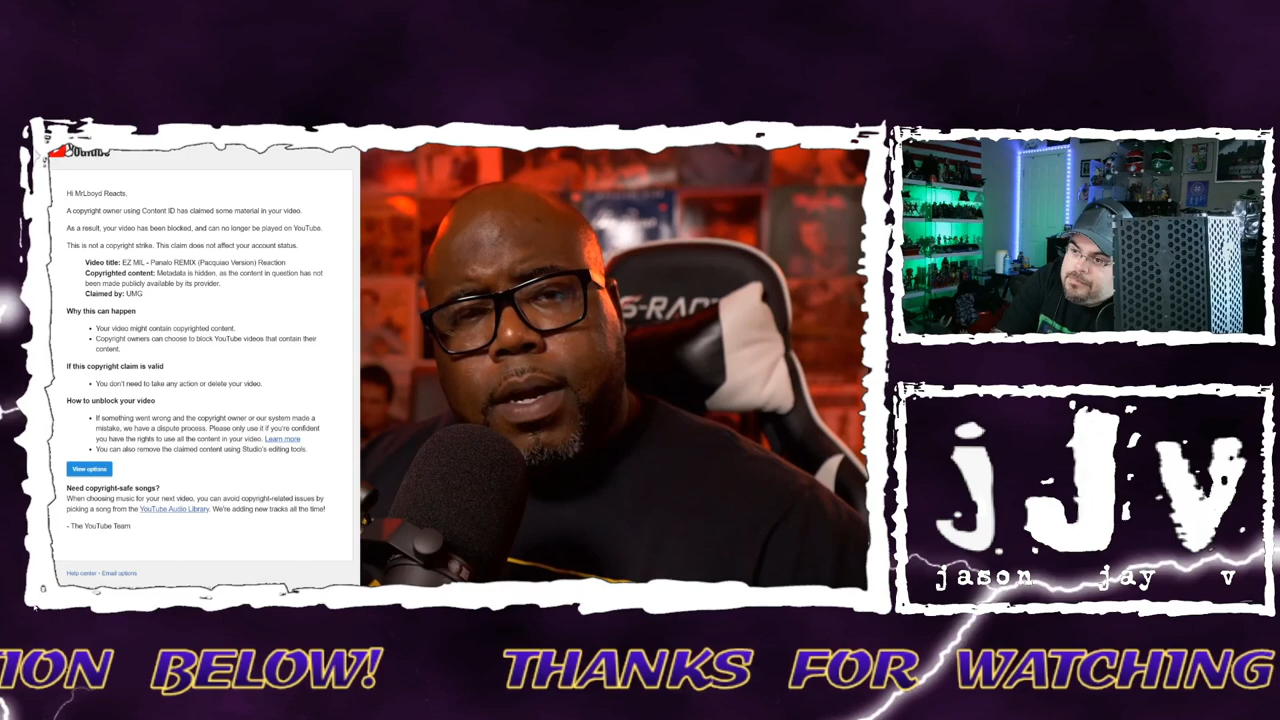 YouTube
Hi MrLboyd Reacts,
A copyright owner using Content ID has claimed some material in your video.
As a result, your video has been blocked, and can no longer be played on YouTube.
This is not a copyright strike. This claim does not affect your account status.
Video title: EZ MIL - Panalo REMIX (Pacquiao Version) Reaction
Copyrighted content: Metadata is hidden, as the content in question has not
been made publicly available by its provider.
Claimed by: UMG
Why this can happen
• Your video might contain copyrighted content.
• Copyright owners can choose to block YouTube videos that contain their
content.
If this copyright claim is valid
• You don't need to take any action or delete your video.
How to unblock your video
• If something went wrong and the copyright owner or our system made a
mistake, we have a dispute process. Please only use it if you're confident
you have the rights to use all the content in your video. Learn more
• You can also remove the claimed content using Studio's editing tools.
View options
Need copyright-safe songs?
When choosing music for your next video, you can avoid copyright-related issues by
picking a song from the YouTube Audio Library. We're adding new tracks all the time!
- The YouTube Team
Help center • Email options
S-RAC
jJv
jason jay v
TION BELOW! THANKS FOR WATCHING